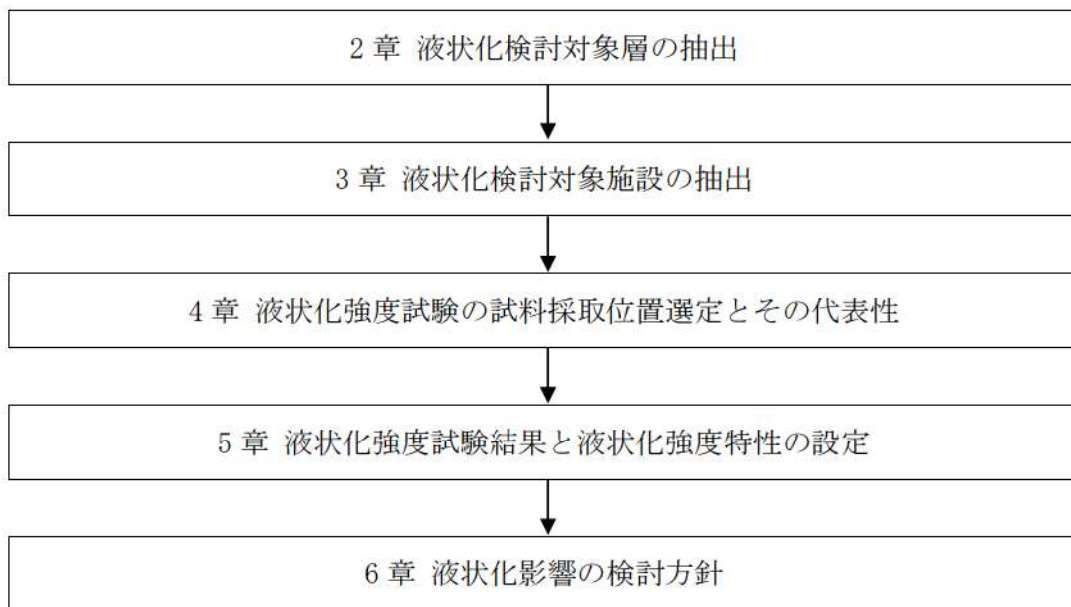 2章 液状化検討対象層の抽出
3章 液状化検討対象施設の抽出
4章 液状化強度試験の試料採取位置選定とその代表性
5章 液状化強度試験結果と液状化強度特性の設定
6章 液状化影響の検討方針